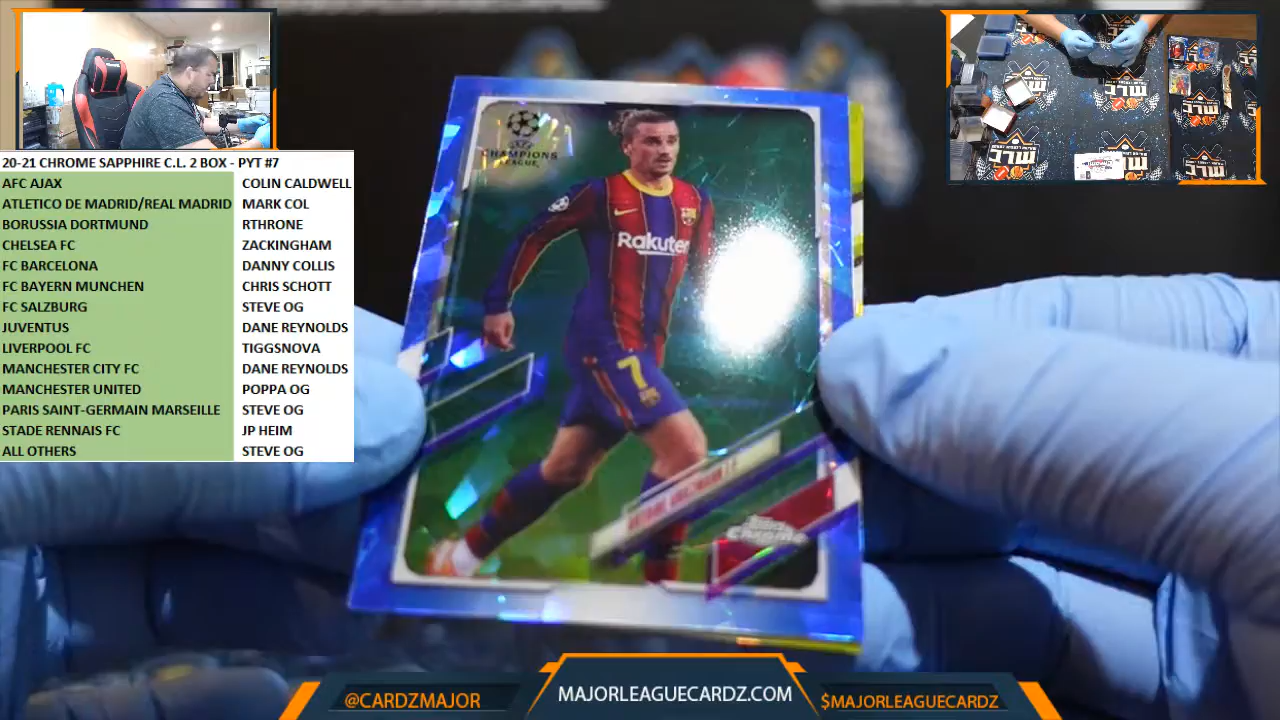 20-21 CHROME SAPPHIRE C.L. 2 BOX - PYT #7
AFC AJAX COLIN CALDWELL
ATLETICO DE MADRID/REAL MADRID MARK COL
BORUSSIA DORTMUND RTHRONE
CHELSEA FC ZACKINGHAM
FC BARCELONA DANNY COLLIS
FC BAYERN MUNCHEN CHRIS SCHOTT
FC SALZBURG STEVE OG
JUVENTUS DANE REYNOLDS
LIVERPOOL FC TIGGSNOVA
MANCHESTER CITY FC DANE REYNOLDS
MANCHESTER UNITED POPPA OG
PARIS SAINT-GERMAIN MARSEILLE STEVE OG
STADE RENNAIS FC JP HEIM
ALL OTHERS STEVE OG
UEFA
CHAMPIONS
LEAGUE
Rakuten
7
Topps
CHROME
@CARDZMAJOR
MAJORLEAGUECARDZ.COM
$MAJORLEAGUECARDZ